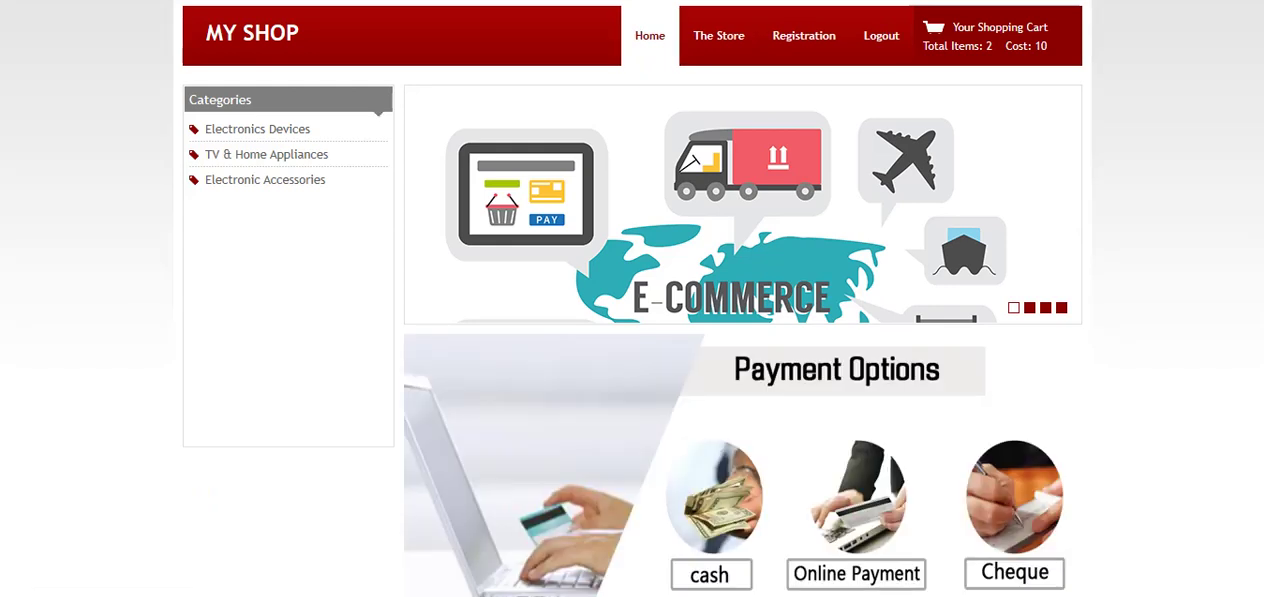 MY SHOP
Home
The Store
Registration
Logout
Your Shopping Cart
Total Items: 2 Cost: 10
Categories
Electronics Devices
TV & Home Appliances
Electronic Accessories
PAY
E-COMMERCE
Payment Options
cash
Online Payment
Cheque